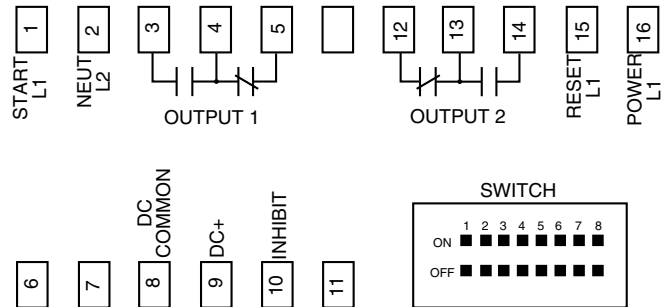 1 2 3 4 5 12 13 14 15 16
START L1
NEUT L2
OUTPUT 1
OUTPUT 2
RESET L1
POWER L1
DC COMMON
DC+
INHIBIT
6 7 8 9 10 11
SWITCH
1 2 3 4 5 6 7 8
ON
OFF